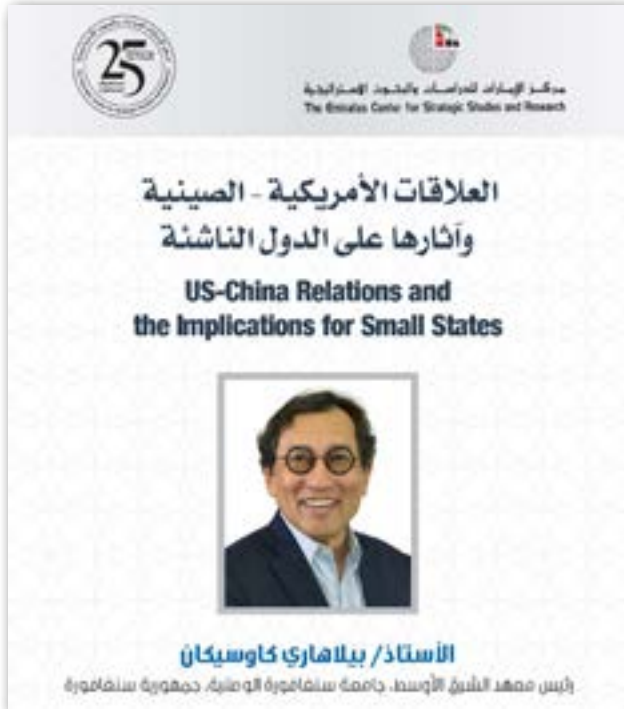 25
مركز الإمارات للدراسات والبحوث الاستراتيجية
The Emirates Center for Strategic Studies and Research
العلاقات الأمريكية - الصينية
وآثارها على الدول الناشئة
US-China Relations and
the Implications for Small States
الأستاذ/ بيلاهاري كاوسيكان
رئيس معهد الشرق الأوسط، جامعة سنغافورة الوطنية، جمهورية سنغافورة